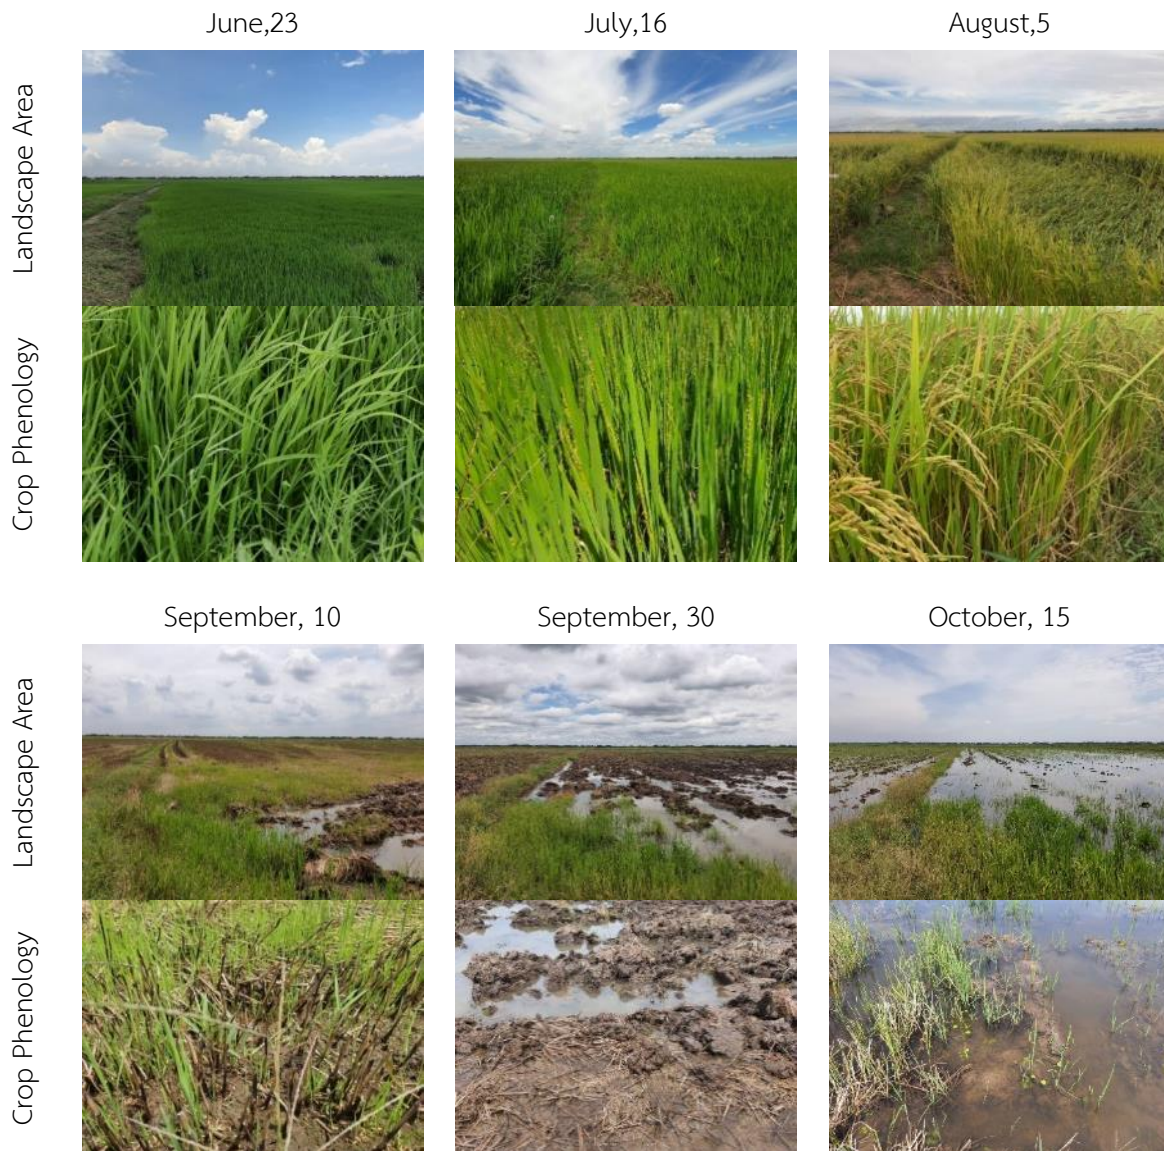 June,23
July,16
August,5
Landscape Area
Crop Phenology
September, 10
September, 30
October, 15
Landscape Area
Crop Phenology